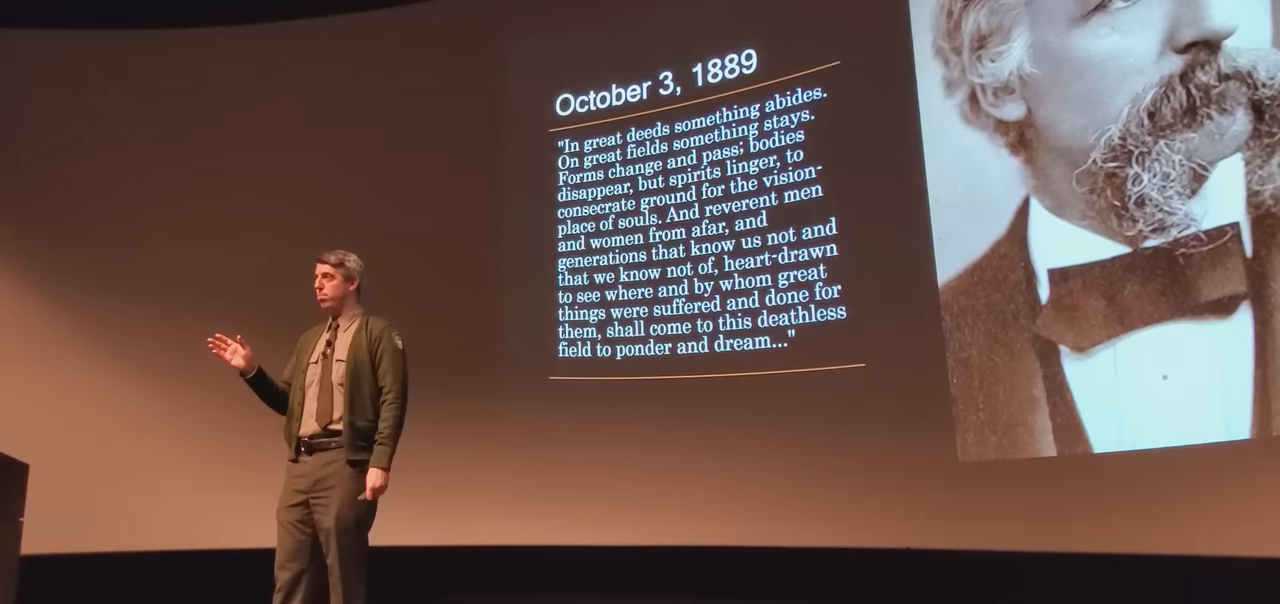 October 3, 1889
"In great deeds something abides.
On great fields something stays.
Forms change and pass; bodies
disappear, but spirits linger, to
consecrate ground for the vision-
place of souls. And reverent men
and women from afar, and
generations that know us not and
that we know not of, heart-drawn
to see where and by whom great
things were suffered and done for
them, shall come to this deathless
field to ponder and dream..."